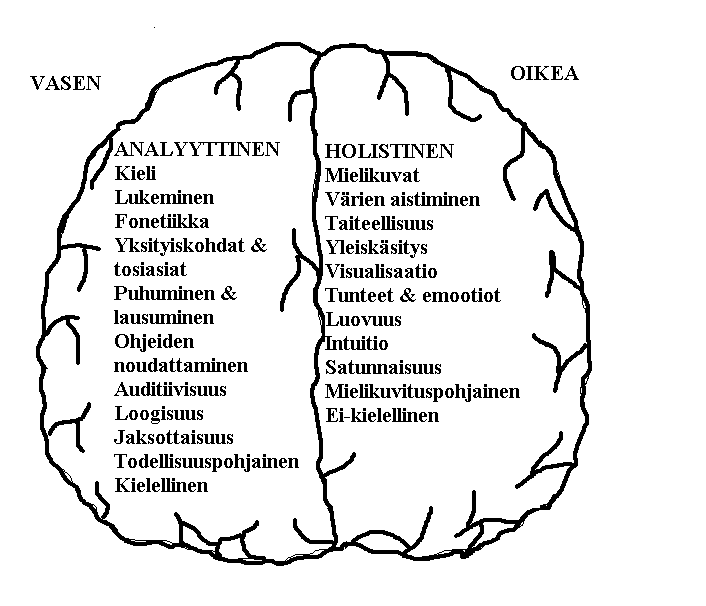 VASEN
OIKEA
ANALYYTTINEN
Kieli
Lukeminen
Fonetiikka
Yksityiskohdat &
tosiasiat
Puhuminen &
lausuminen
Ohjeiden
noudattaminen
Auditiivisuus
Loogisuus
Jaksottaisuus
Todellisuuspohjainen
Kielellinen
HOLISTINEN
Mielikuvat
Värien aistiminen
Taiteellisuus
Yleiskäsitys
Visualisaatio
Tunteet & emootiot
Luovuus
Intuitio
Satunnaisuus
Mielikuvituspohjainen
Ei-kielellinen